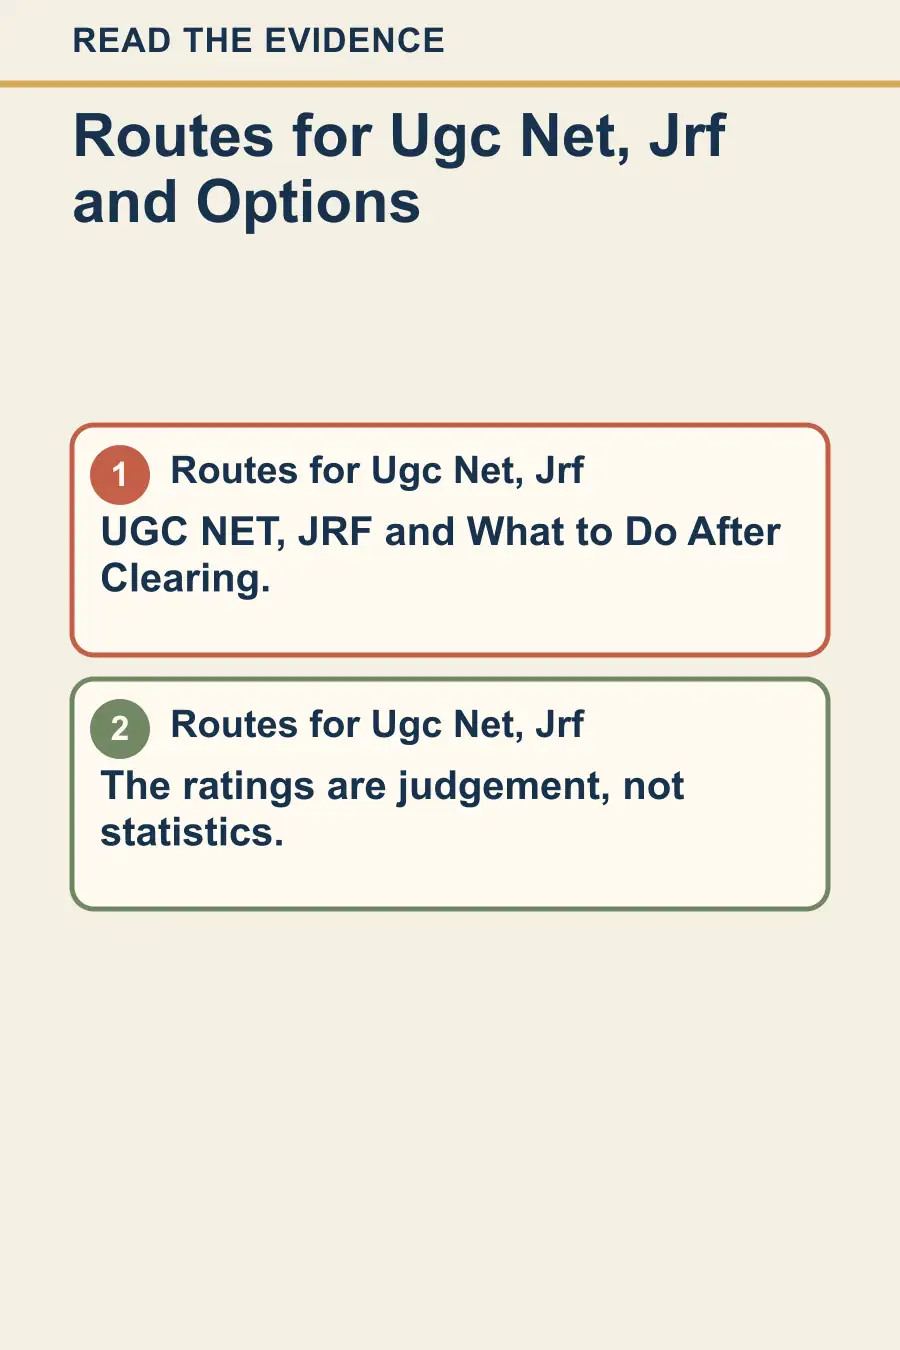 READ THE EVIDENCE
Routes for Ugc Net, Jrf
and Options
1
Routes for Ugc Net, Jrf
UGC NET, JRF and What to Do After
Clearing.
2
Routes for Ugc Net, Jrf
The ratings are judgement, not
statistics.